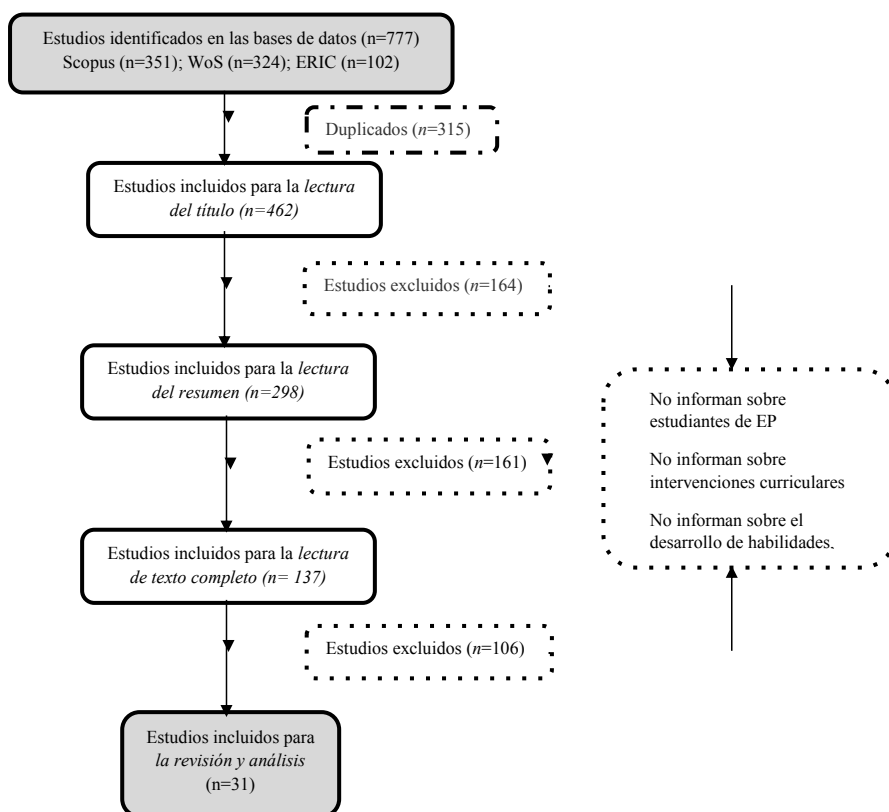 Estudios identificados en las bases de datos (n=777)
Scopus (n=351); WoS (n=324); ERIC (n=102)
Duplicados (n=315)
Estudios incluidos para la lectura
del título (n=462)
Estudios excluidos (n=164)
Estudios incluidos para la lectura
del resumen (n=298)
Estudios excluidos (n=161)
Estudios incluidos para la lectura
de texto completo (n= 137)
Estudios excluidos (n=106)
Estudios incluidos para
la revisión y análisis
(n=31)
No informan sobre
estudiantes de EP
No informan sobre
intervenciones curriculares
No informan sobre el
desarrollo de habilidades.